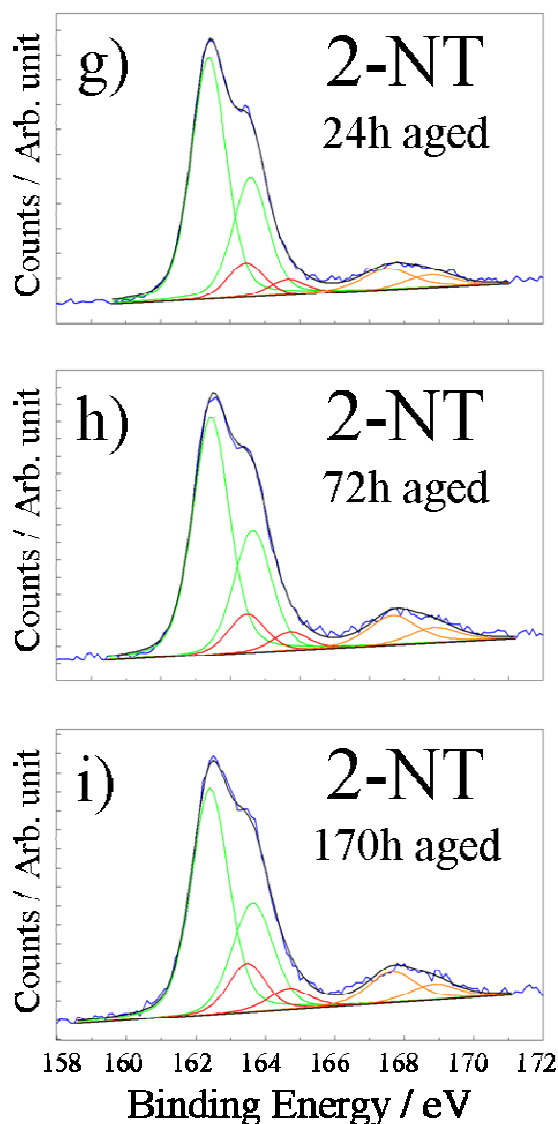 g)
2-NT
24h aged
Counts / Arb. unit
h)
2-NT
72h aged
Counts / Arb. unit
i)
2-NT
170h aged
Counts / Arb. unit
158 160 162 164 166 168 170 172
Binding Energy / eV